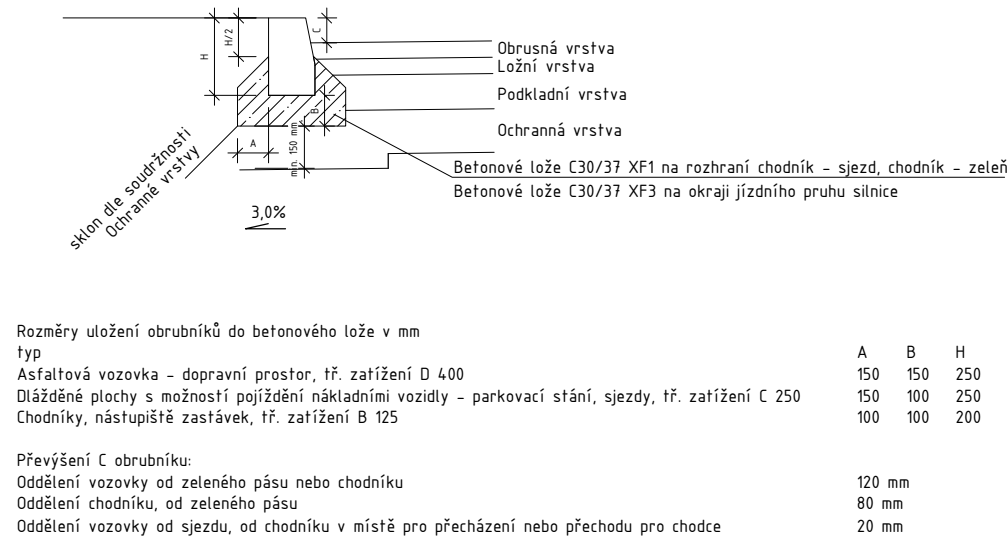 H
H/2
C
Obrusná vrstva
Ložní vrstva
Podkladní vrstva
Ochranná vrstva
B
A
min. 150 mm
sklon dle soudržnosti
Ochranné vrstvy
Betonové lože C30/37 XF1 na rozhraní chodník - sjezd, chodník - zeleň
Betonové lože C30/37 XF3 na okraji jízdního pruhu silnice
3,0%
Rozměry uložení obrubníků do betonového lože v mm
typ A B H
Asfaltová vozovka - dopravní prostor, tř. zatížení D 400 150 150 250
Dlážděné plochy s možností pojíždění nákladními vozidly - parkovací stání, sjezdy, tř. zatížení C 250 150 100 250
Chodníky, nástupiště zastávek, tř. zatížení B 125 100 100 200
Převýšení C obrubníku:
Oddělení vozovky od zeleného pásu nebo chodníku 120 mm
Oddělení chodníku, od zeleného pásu 80 mm
Oddělení vozovky od sjezdu, od chodníku v místě pro přecházení nebo přechodu pro chodce 20 mm